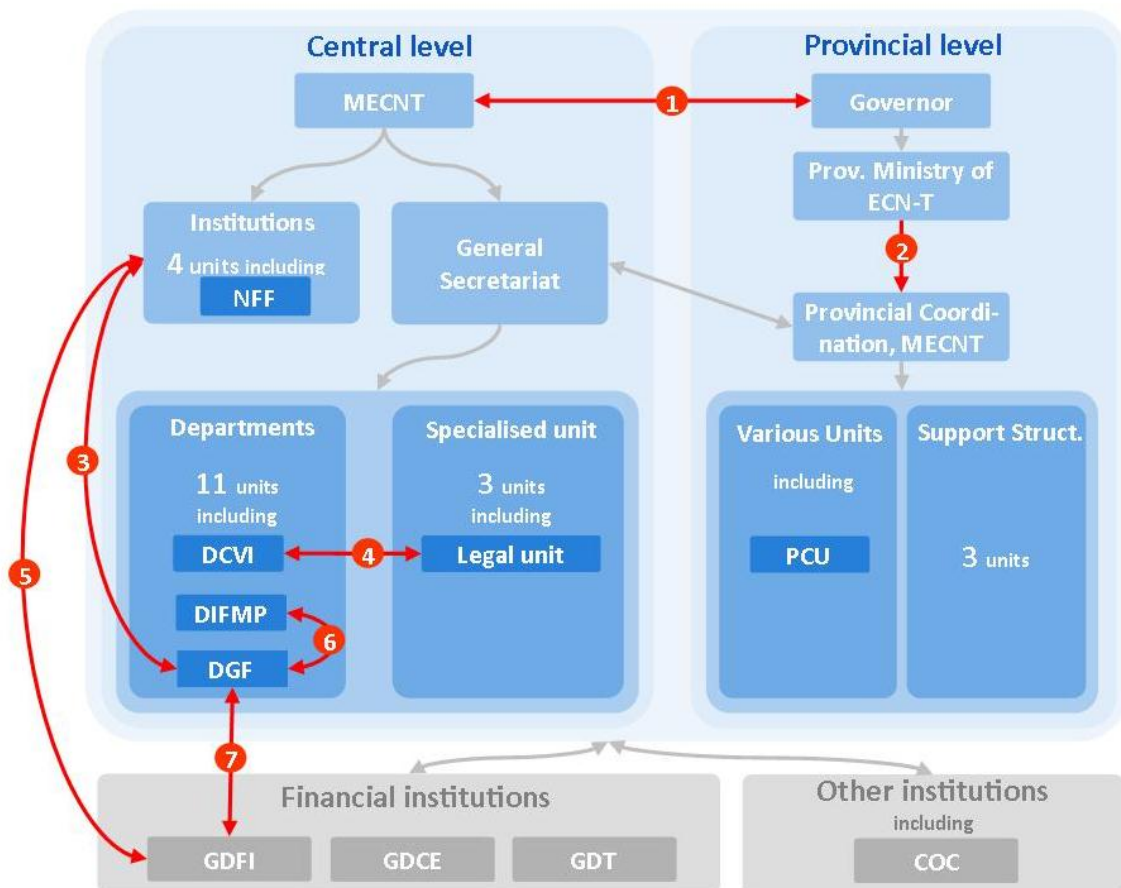 Central level
Provincial level
MECNT
1
Governor
Prov. Ministry of
ECN-T
Institutions
4 units including
NFF
General
Secretariat
2
Provincial Coordi-
nation, MECNT
Departments
11 units
including
DCVI
DIFMP
DGF
Specialised unit
3 units
including
Legal unit
Various Units
including
PCU
Support Struct.
3 units
3
4
5
6
7
Financial institutions
GDFI
GDCE
GDT
Other institutions
including
COC